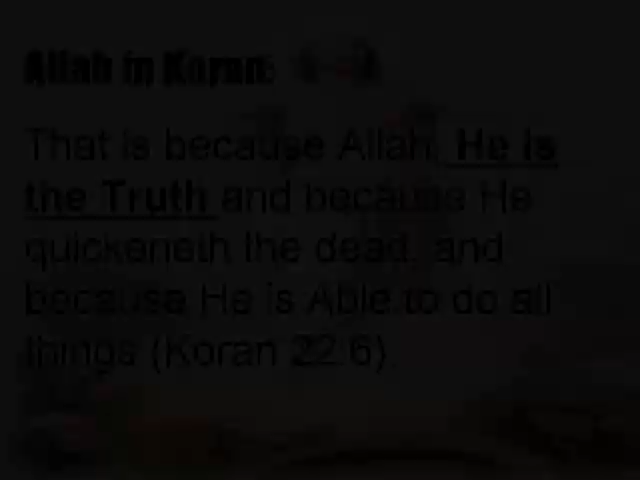 Allah in Koran:
That is because Allah, He is
the Truth and because He
quickeneth the dead, and
because He is Able to do all
things (Koran 22:6)